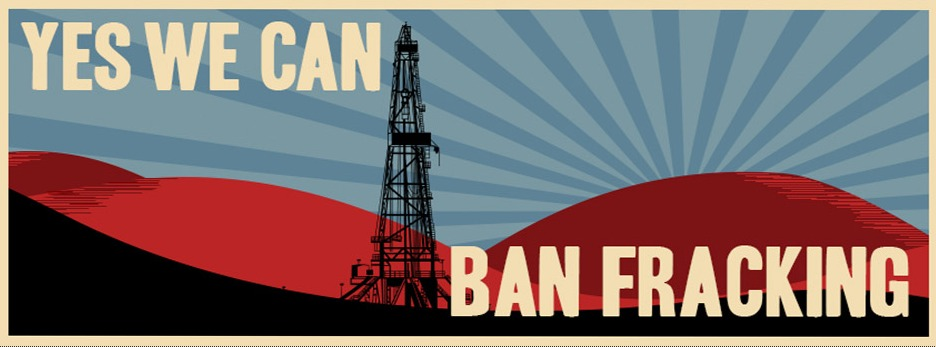 YES WE CAN
BAN FRACKING